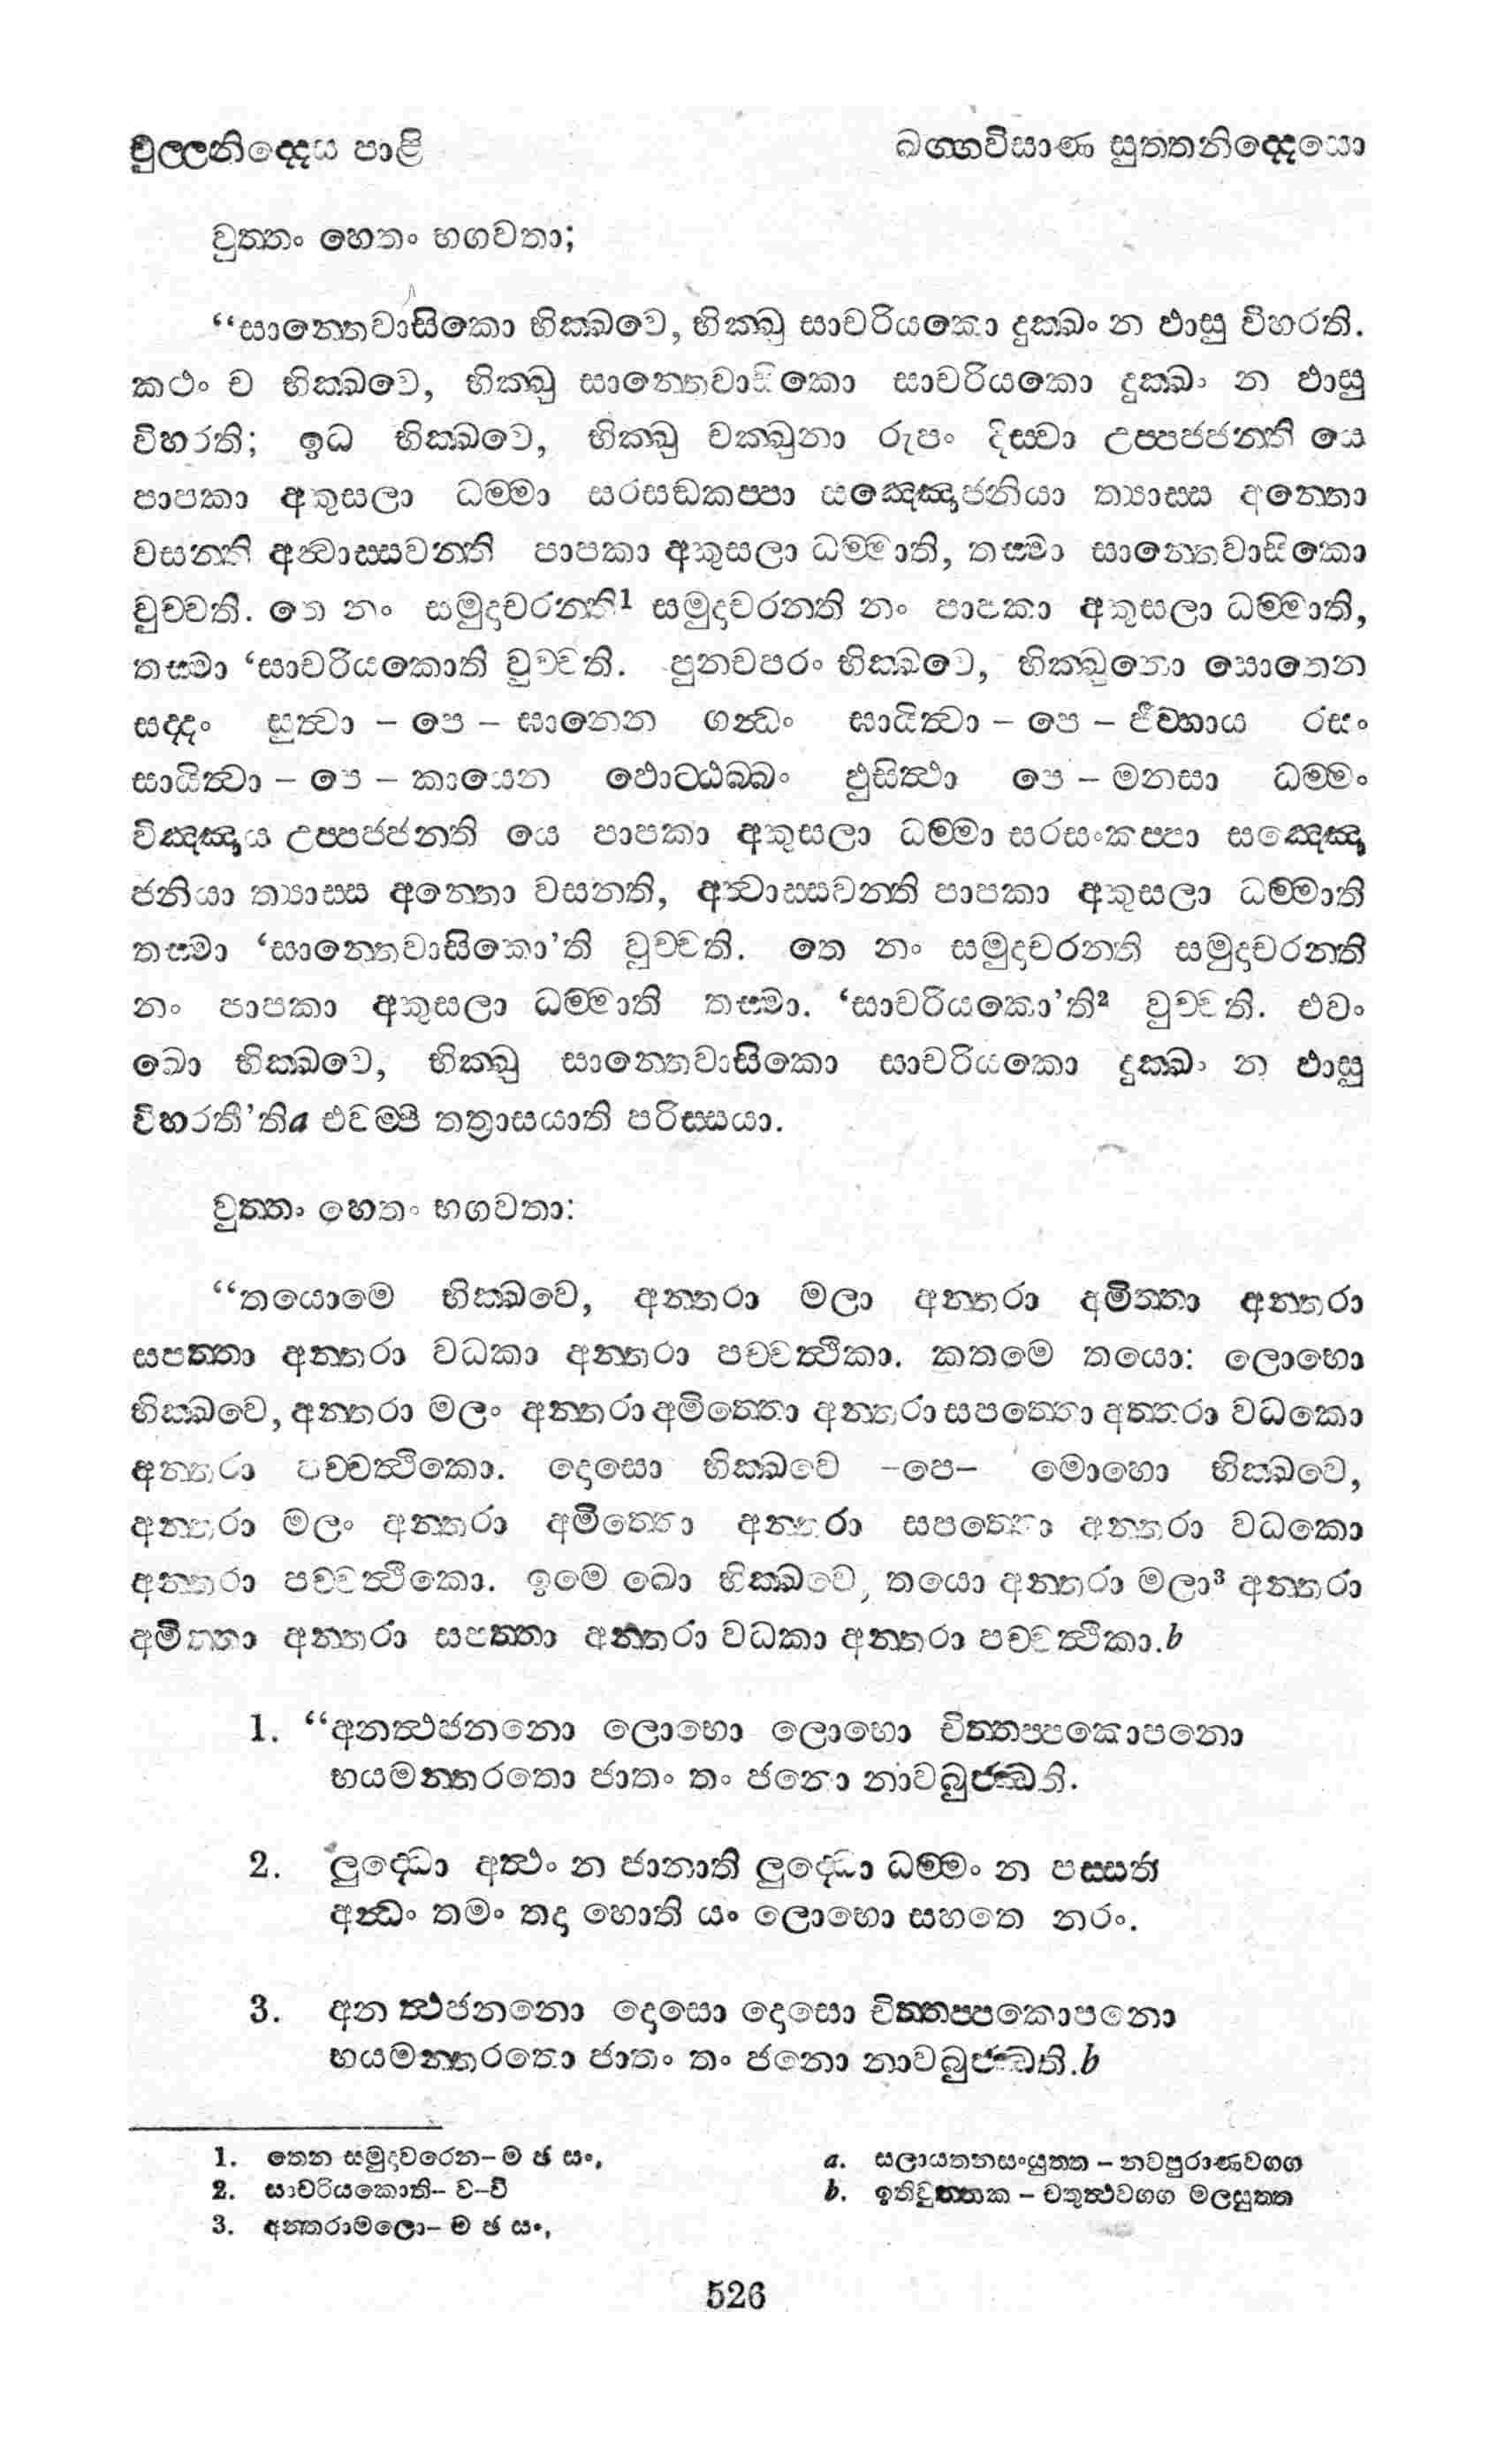 චුල්ලනිද්දෙස පාළි
ඛග්ගවිසාණ සුත්තනිද්දෙසො
වුත්තං හෙතං භගවතා;
“සාන්තෙවාසිකො භික්ඛවෙ, භික්ඛු සාචරියකො දුක්ඛං න ඵාසු විහරති.
කථං ච භික්ඛවෙ, භික්ඛු සාන්තෙවාසිකො සාචරියකො දුක්ඛං න ඵාසු
විහරති; ඉධ භික්ඛවෙ, භික්ඛු චක්ඛුනා රූපං දිස්වා උප්පජ්ජන්ති යෙ
පාපකා අකුසලා ධම්මා සරසඞ්කප්පා සඤ්ඤොජනියා ත්‍යාස්ස අන්තො
වසන්ති අන්වාස්සවන්ති පාපකා අකුසලා ධම්මාති, තස්මා සාන්තෙවාසිකො
වුච්චති. තෙ නං සමුදාචරන්ති¹ සමුදාචරන්ති නං පාපකා අකුසලා ධම්මාති,
තස්මා ‘සාචරියකොති වුච්චති. පුනචපරං භික්ඛවෙ, භික්ඛුනො සොතෙන
සද්දං සුත්වා – පෙ – ඝානෙන ගන්ධං ඝායිත්වා – පෙ – ජිව්හාය රසං
සායිත්වා – පෙ – කායෙන ඵොට්ඨබ්බං ඵුසිත්වා පෙ – මනසා ධම්මං
විඤ්ඤාය උප්පජ්ජන්ති යෙ පාපකා අකුසලා ධම්මා සරසංකප්පා සඤ්ඤො
ජනියා ත්‍යාස්ස අන්තො වසන්ති, අන්වාස්සවන්ති පාපකා අකුසලා ධම්මාති
තස්මා ‘සාන්තෙවාසිකො’ති වුච්චති. තෙ නං සමුදාචරන්ති සමුදාචරන්ති
නං පාපකා අකුසලා ධම්මාති තස්මා. ‘සාචරියකො’ති² වුච්චති. එවං
ඛො භික්ඛවෙ, භික්ඛු සාන්තෙවාසිකො සාචරියකො දුක්ඛං න ඵාසු
විහරතී’තිa එවම්පි තත්‍රාසයාති පරිස්සයා.
වුත්තං හෙතං භගවතා:
“තයොමෙ භික්ඛවෙ, අන්තරා මලා අන්තරා අමිත්තා අන්තරා
සපත්තා අන්තරා වධකා අන්තරා පච්චත්ථිකා. කතමෙ තයො: ලොභො
භික්ඛවෙ, අන්තරා මලං අන්තරා අමිත්තො අන්තරා සපත්තො අන්තරා වධකො
අන්තරා පච්චත්ථිකො. දොසො භික්ඛවෙ –පෙ– මොහො භික්ඛවෙ,
අන්තරා මලං අන්තරා අමිත්තො අන්තරා සපත්තො අන්තරා වධකො
අන්තරා පච්චත්ථිකො. ඉමෙ ඛො භික්ඛවෙ, තයො අන්තරා මලා³ අන්තරා
අමිත්තා අන්තරා සපත්තා අන්තරා වධකා අන්තරා පච්චත්ථිකා.b
1. “අනත්ථජනනො ලොභො ලොභො චිත්තප්පකොපනො
භයමන්තරතො ජාතං තං ජනො නාවබුජ්ඣති.
2. ලුද්ධො අත්ථං න ජානාති ලුද්ධො ධම්මං න පස්සති
අන්ධං තමං තදා හොති යං ලොභො සහතෙ නරං.
3. අනත්ථජනනො දොසො දොසො චිත්තප්පකොපනො
භයමන්තරතො ජාතං තං ජනො නාවබුජ්ඣති.b
1. තෙන සමුදාචරෙන– ම ඡ සං,
2. සාචරියකොති– ව–වි
3. අන්තරාමලො– ම ඡ සං,
a. සලායතනසංයුත්ත – නවපුරාණවග්ග
b. ඉතිවුත්තක – චතුත්ථවග්ග මලසුත්ත
526